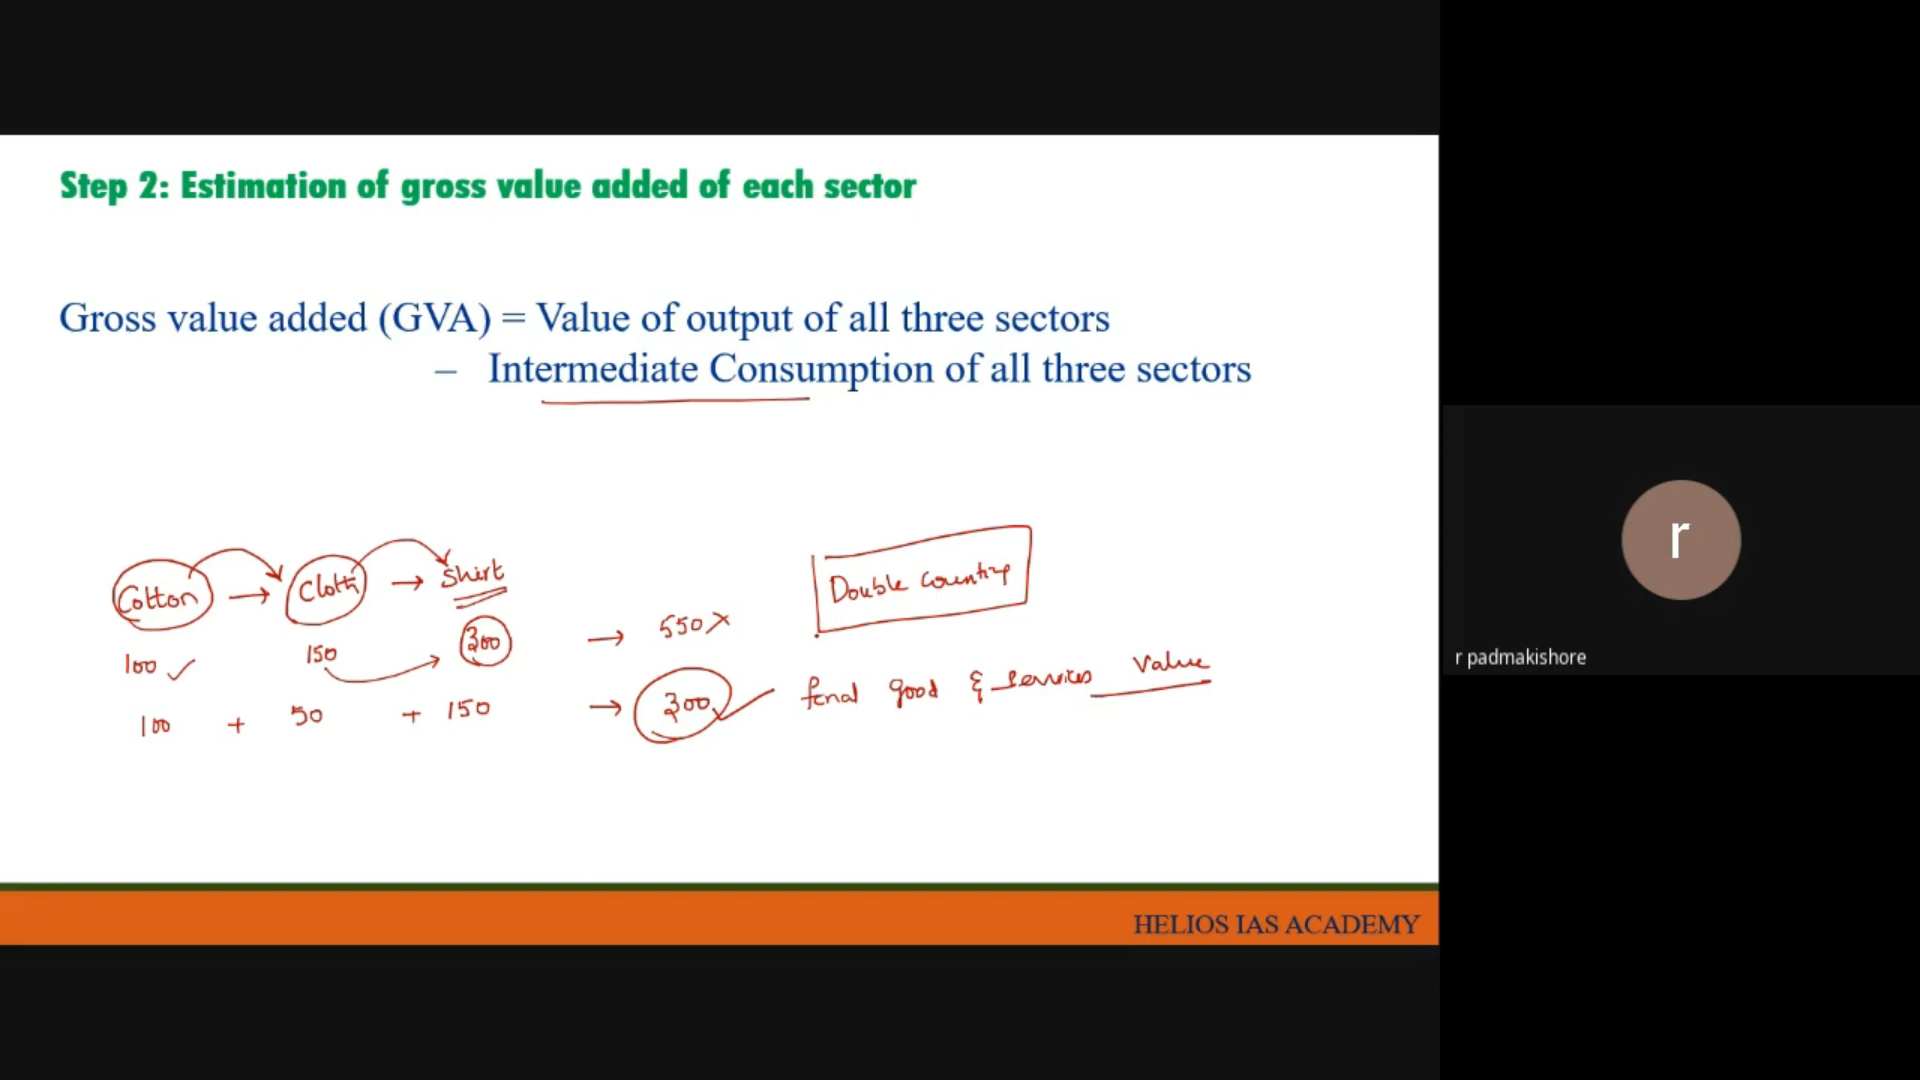 Step 2: Estimation of gross value added of each sector
Gross value added (GVA) = Value of output of all three sectors
– Intermediate Consumption of all three sectors
Cotton → Cloth → Shirt
Double counting
100 ✓ 150 300 → 550 ×
100 + 50 + 150 → 300 ✓ final good & services value
HELIOS IAS ACADEMY
r
r padmakishore